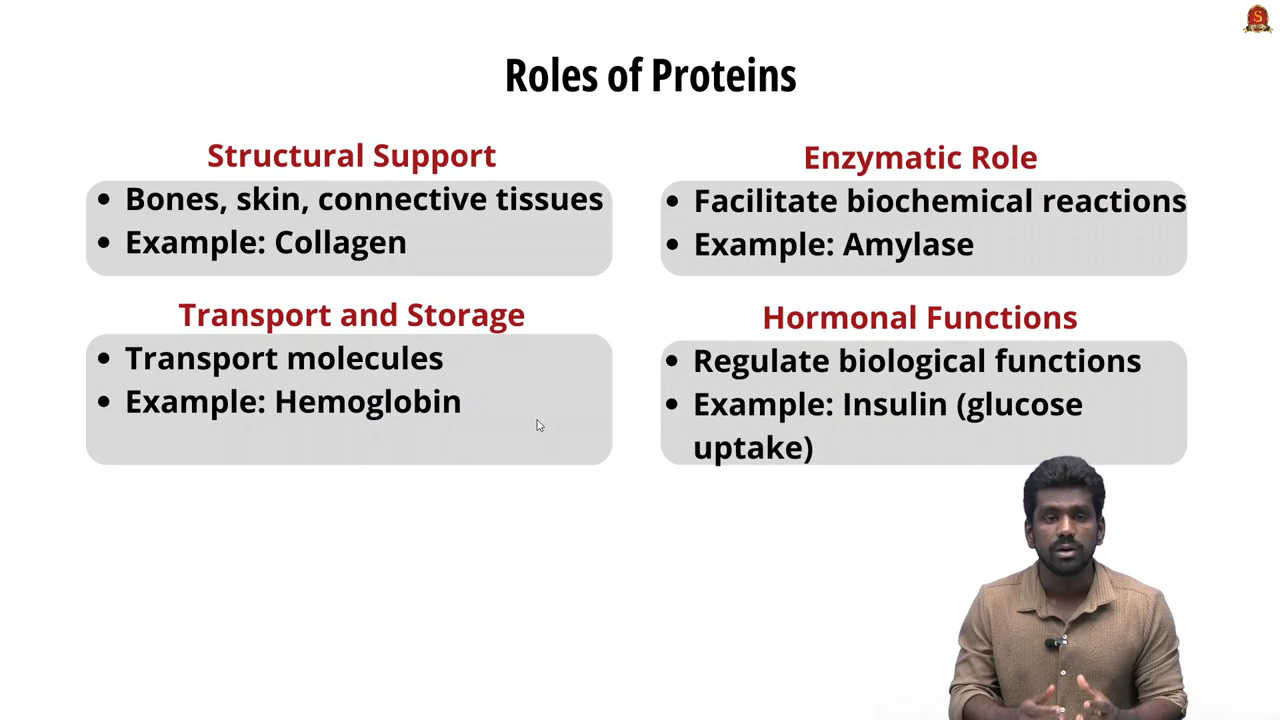 Roles of Proteins
Structural Support
• Bones, skin, connective tissues
• Example: Collagen
Enzymatic Role
• Facilitate biochemical reactions
• Example: Amylase
Transport and Storage
• Transport molecules
• Example: Hemoglobin
Hormonal Functions
• Regulate biological functions
• Example: Insulin (glucose
uptake)
S